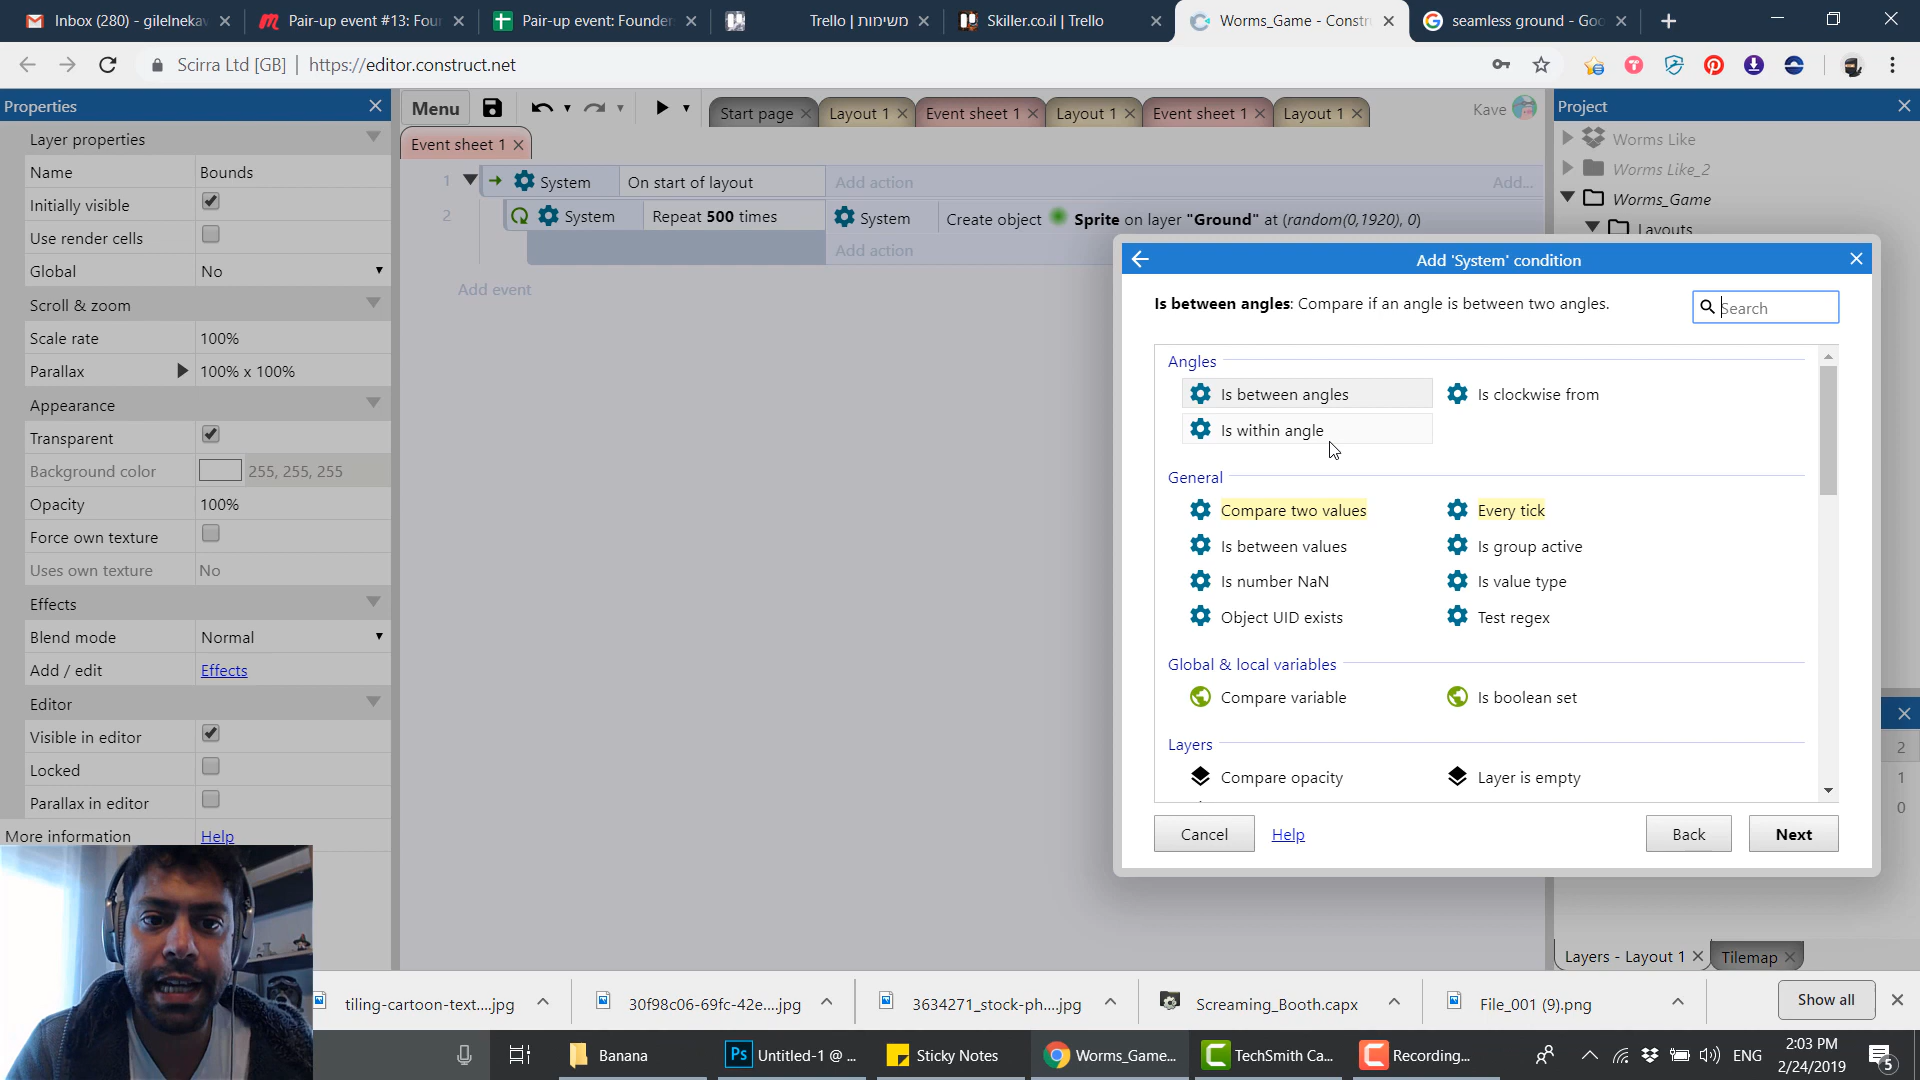 Inbox (280) - gilelneka
Pair-up event #13: Four
Pair-up event: Founder
משימות | Trello
Skiller.co.il | Trello
Worms_Game - Constr
seamless ground - Goo
Scirra Ltd [GB] | https://editor.construct.net
Properties
Menu
Start page
Layout 1
Event sheet 1
Layout 1
Event sheet 1
Layout 1
Kave
Project
Event sheet 1
Layer properties
Name Bounds
Initially visible
Use render cells
Global No
Scroll & zoom
Scale rate 100%
Parallax 100% x 100%
Appearance
Transparent
Background color 255, 255, 255
Opacity 100%
Force own texture
Uses own texture No
Effects
Blend mode Normal
Add / edit Effects
Editor
Visible in editor
Locked
Parallax in editor
More information Help
1 System On start of layout Add action Add...
2 System Repeat 500 times System Create object Sprite on layer "Ground" at (random(0,1920), 0)
Add action
Add event
Worms Like
Worms Like_2
Worms_Game
Layouts
Add 'System' condition
Is between angles: Compare if an angle is between two angles.
Search
Angles
Is between angles Is clockwise from
Is within angle
General
Compare two values Every tick
Is between values Is group active
Is number NaN Is value type
Object UID exists Test regex
Global & local variables
Compare variable Is boolean set
Layers
Compare opacity Layer is empty
Cancel Help Back Next
2
1
0
Layers - Layout 1 Tilemap
tiling-cartoon-text....jpg
30f98c06-69fc-42e....jpg
3634271_stock-ph....jpg
Screaming_Booth.capx
File_001 (9).png
Show all
Banana
Ps Untitled-1 @ ...
Sticky Notes
Worms_Game...
TechSmith Ca...
Recording...
ENG
2:03 PM
2/24/2019
5